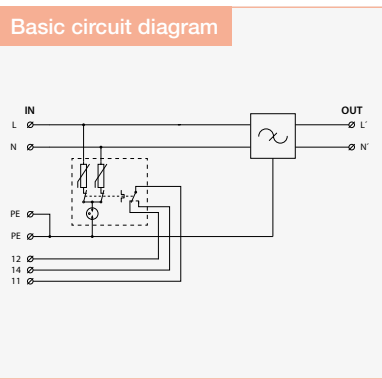 Basic circuit diagram
IN OUT
L L´
N N´
PE
PE
12
14
11